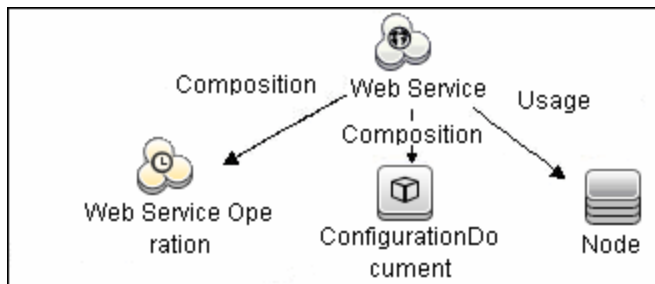 Composition
Web Service
Usage
Composition
Web Service Ope
ration
ConfigurationDo
cument
Node